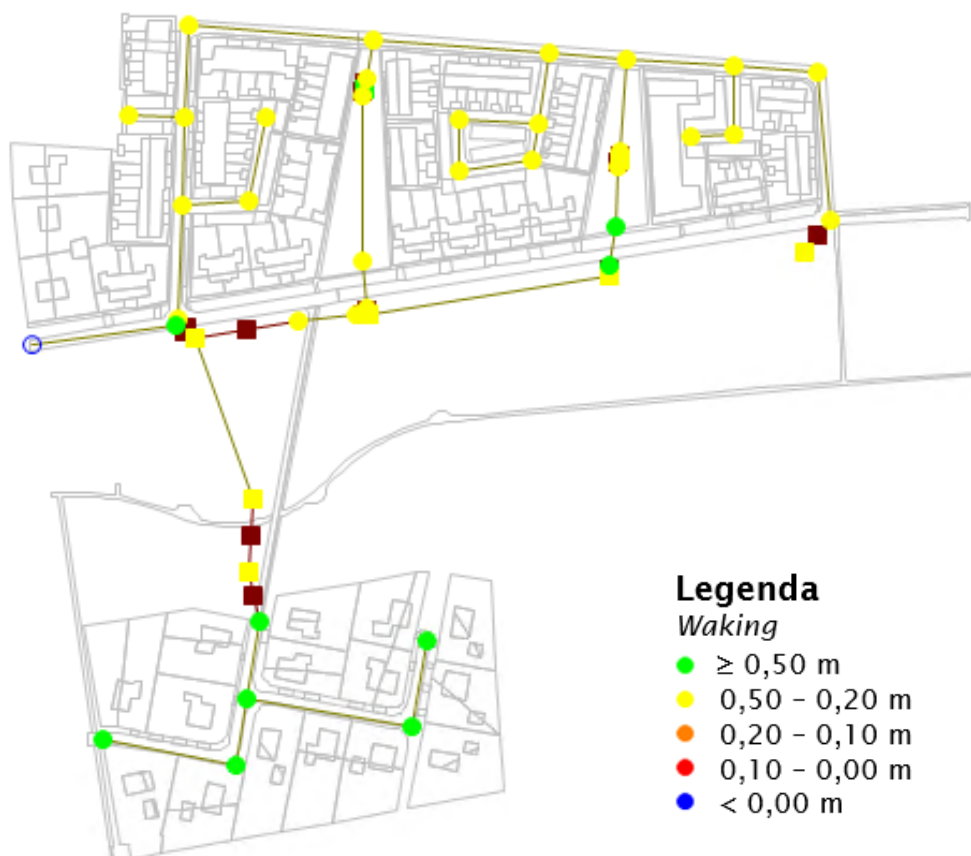 Legenda
Waking
≥ 0,50 m
0,50 – 0,20 m
0,20 – 0,10 m
0,10 – 0,00 m
< 0,00 m